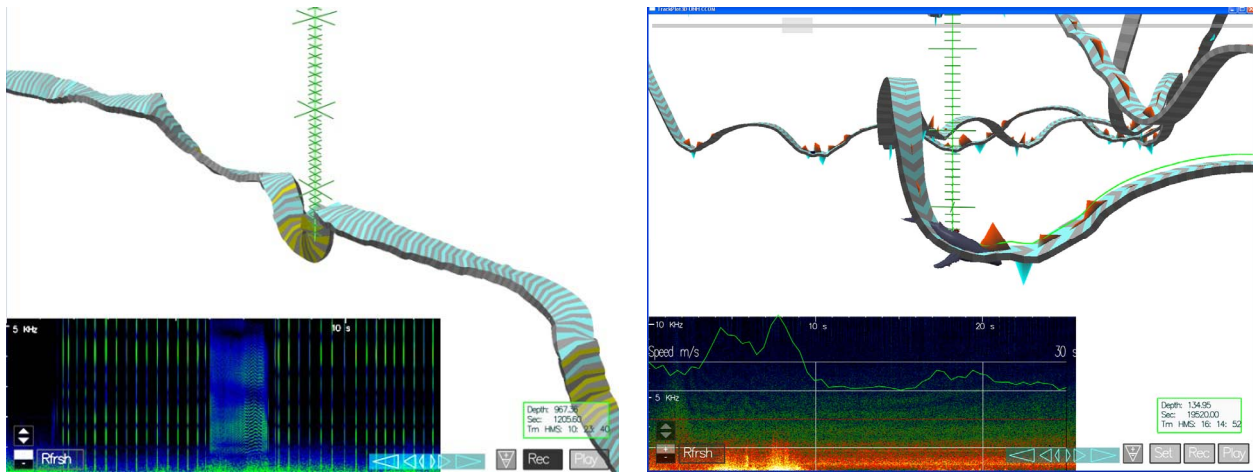 5 KHz
10 s
Depth: 967.36
Sec: 1205.60
Tm HMS: 10: 23: 40
+
-
Rfrsh
Rec
Play
10 KHz
10 s
20 s
Speed m/s
30 s
5 KHz
Depth: 134.95
Sec: 19520.00
Tm HMS: 16: 14: 52
+
-
Rfrsh
Set
Rec
Play